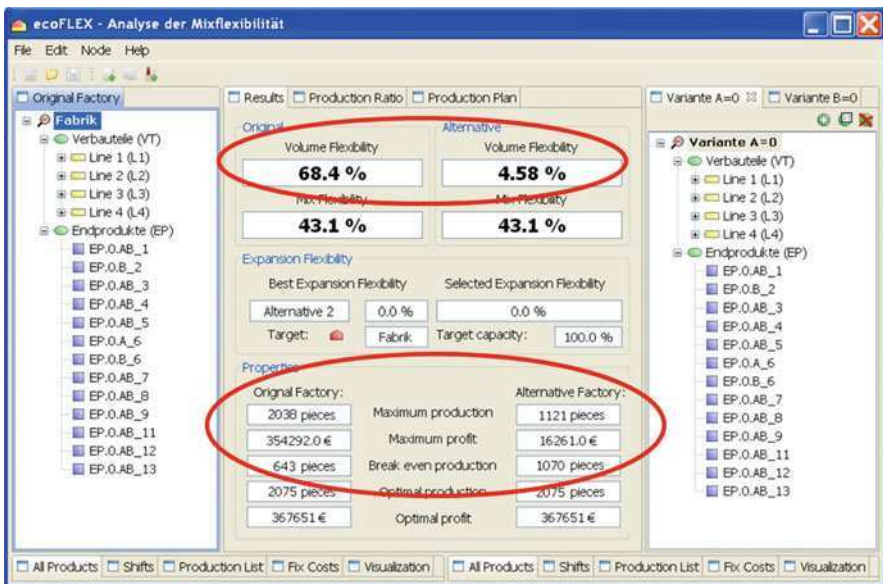 ecoFLEX - Analyse der Mixflexibilität
File Edit Node Help
Original Factory
Fabrik
Verbauteile (VT)
Line 1 (L1)
Line 2 (L2)
Line 3 (L3)
Line 4 (L4)
Endprodukte (EP)
EP.0.AB_1
EP.0.B_2
EP.0.AB_3
EP.0.AB_4
EP.0.AB_5
EP.0.A_6
EP.0.B_6
EP.0.AB_7
EP.0.AB_8
EP.0.AB_9
EP.0.AB_11
EP.0.AB_12
EP.0.AB_13
Results Production Ratio Production Plan
Original Alternative
Volume Flexibility Volume Flexibility
68.4 % 4.58 %
Mix Flexibility Mix Flexibility
43.1 % 43.1 %
Expansion Flexibility
Best Expansion Flexibility Selected Expansion Flexibility
Alternative 2 0.0 % 0.0 %
Target: Fabrik Target capacity: 100.0 %
Properties
Orignal Factory: Alternative Factory:
2038 pieces Maximum production 1121 pieces
354292.0 € Maximum profit 16261.0 €
643 pieces Break even production 1070 pieces
2075 pieces Optimal production 2075 pieces
367651 € Optimal profit 367651 €
Variante A=0 Variante B=0
Variante A=0
Verbauteile (VT)
Line 1 (L1)
Line 2 (L2)
Line 3 (L3)
Line 4 (L4)
Endprodukte (EP)
EP.0.AB_1
EP.0.B_2
EP.0.AB_3
EP.0.AB_4
EP.0.AB_5
EP.0.A_6
EP.0.B_6
EP.0.AB_7
EP.0.AB_8
EP.0.AB_9
EP.0.AB_11
EP.0.AB_12
EP.0.AB_13
All Products Shifts Production List Fix Costs Visualization All Products Shifts Production List Fix Costs Visualization